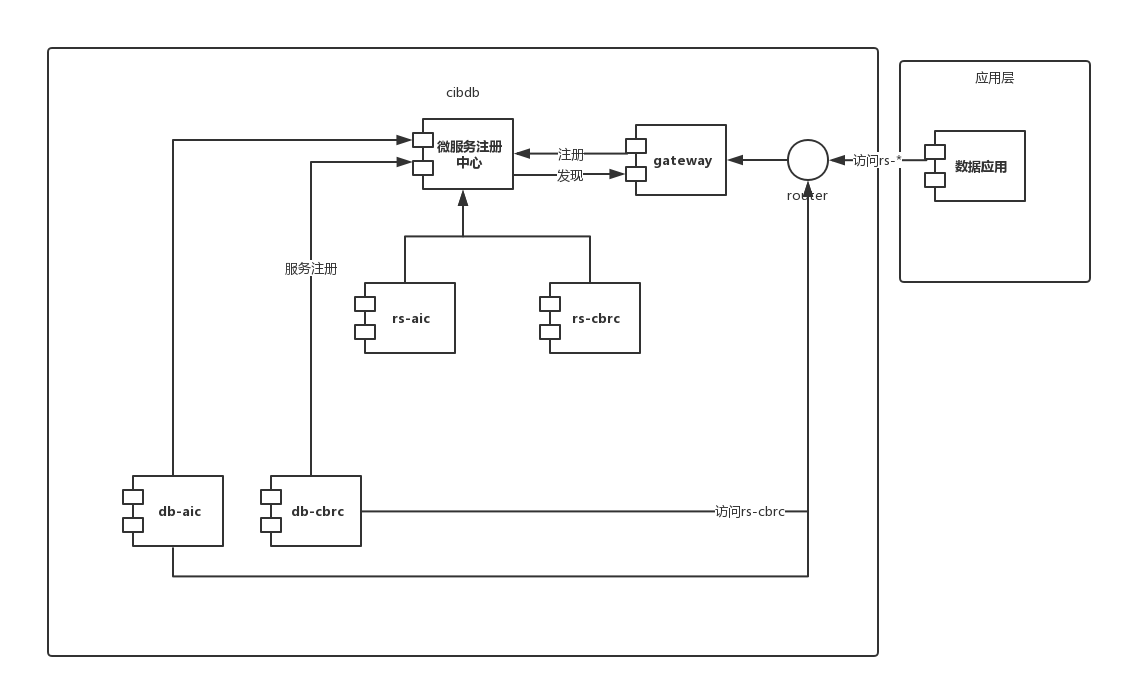 应用层
cibdb
微服务注册
中心
注册
发现
gateway
访问rs-*
数据应用
router
服务注册
rs-aic
rs-cbrc
db-aic
db-cbrc
访问rs-cbrc